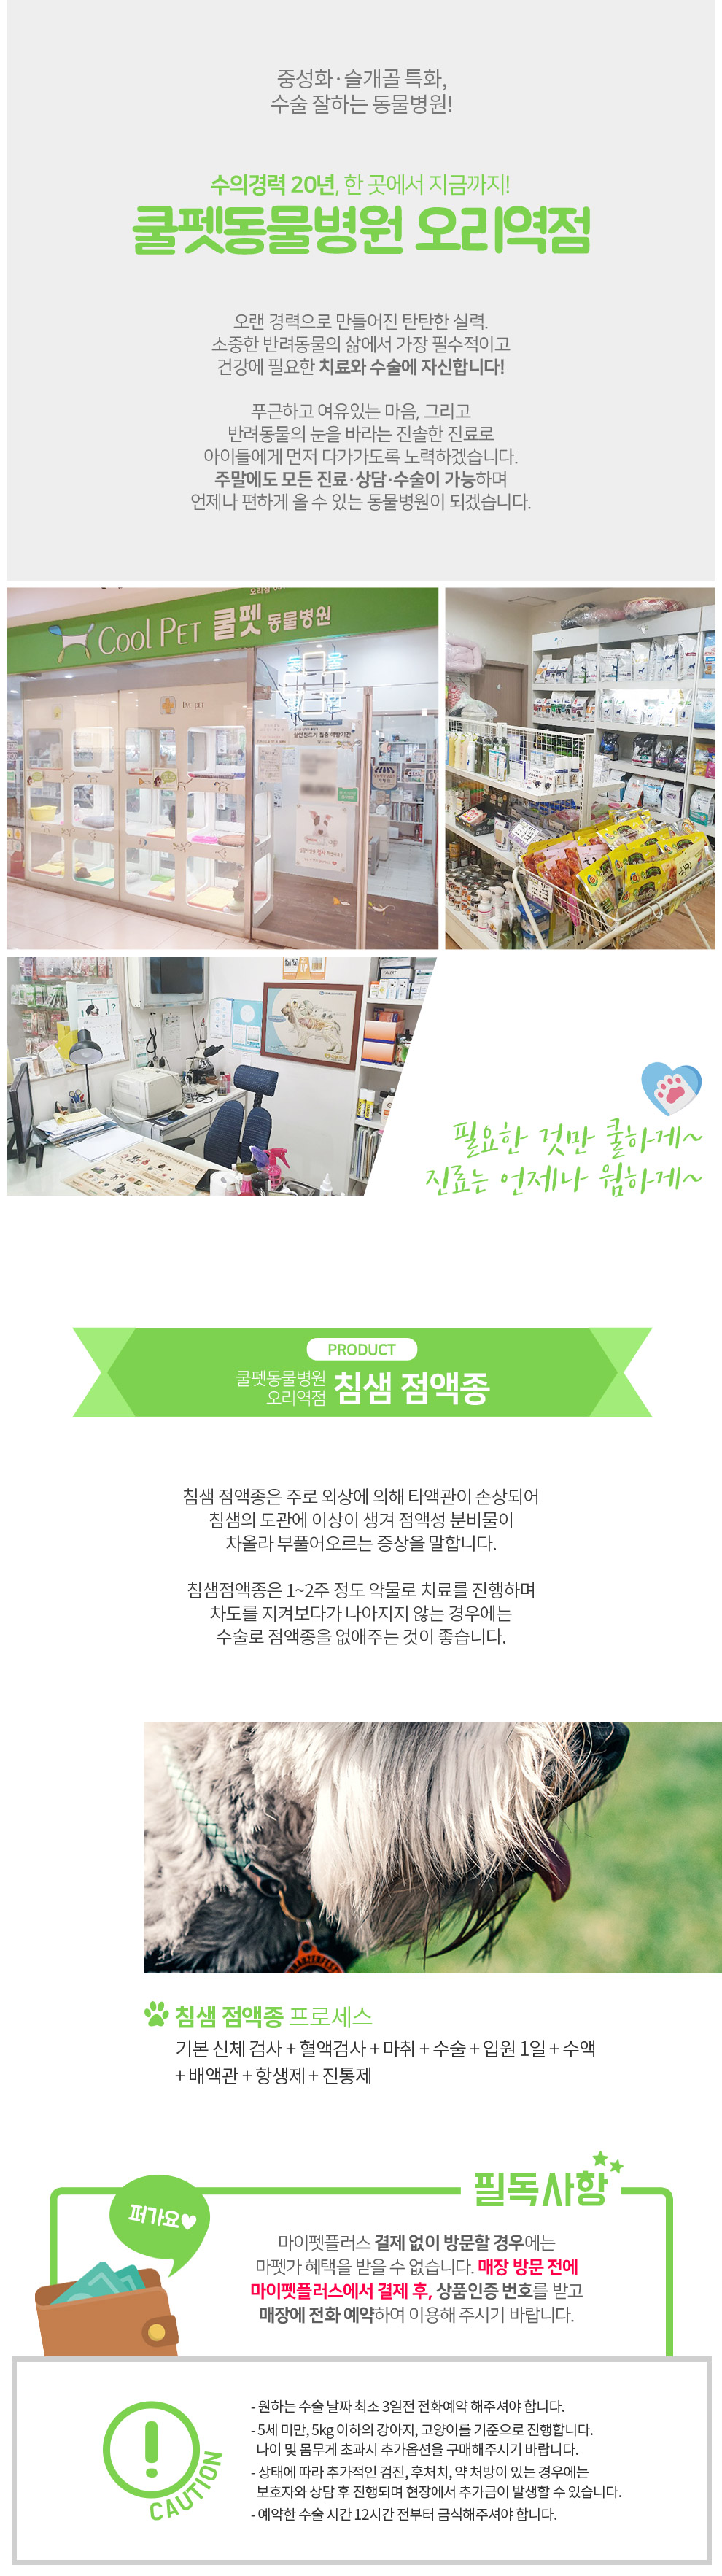 중성화·슬개골 특화,
수술 잘하는 동물병원!
수의경력 20년, 한 곳에서 지금까지!
쿨펫동물병원 오리역점
오랜 경력으로 만들어진 탄탄한 실력.
소중한 반려동물의 삶에서 가장 필수적이고
건강에 필요한 치료와 수술에 자신합니다!
푸근하고 여유있는 마음, 그리고
반려동물의 눈을 바라는 진솔한 진료로
아이들에게 먼저 다가가도록 노력하겠습니다.
주말에도 모든 진료·상담·수술이 가능하며
언제나 편하게 올 수 있는 동물병원이 되겠습니다.
COOL PET 쿨펫 동물병원
live pet
필요한 것만 쿨하게~
진료는 언제나 웜하게~
PRODUCT
쿨펫동물병원
오리역점
침샘 점액종
침샘 점액종은 주로 외상에 의해 타액관이 손상되어
침샘의 도관에 이상이 생겨 점액성 분비물이
차올라 부풀어오르는 증상을 말합니다.
침샘점액종은 1~2주 정도 약물로 치료를 진행하며
차도를 지켜보다가 나아지지 않는 경우에는
수술로 점액종을 없애주는 것이 좋습니다.
침샘 점액종 프로세스
기본 신체 검사 + 혈액검사 + 마취 + 수술 + 입원 1일 + 수액
+ 배액관 + 항생제 + 진통제
필독사항
퍼가요♥
마이펫플러스 결제 없이 방문할 경우에는
마펫가 혜택을 받을 수 없습니다. 매장 방문 전에
마이펫플러스에서 결제 후, 상품인증 번호를 받고
매장에 전화 예약하여 이용해 주시기 바랍니다.
CAUTION
- 원하는 수술 날짜 최소 3일전 전화예약 해주셔야 합니다.
- 5세 미만, 5kg 이하의 강아지, 고양이를 기준으로 진행합니다.
나이 및 몸무게 초과시 추가옵션을 구매해주시기 바랍니다.
- 상태에 따라 추가적인 검진, 후처치, 약 처방이 있는 경우에는
보호자와 상담 후 진행되며 현장에서 추가금이 발생할 수 있습니다.
- 예약한 수술 시간 12시간 전부터 금식해주셔야 합니다.